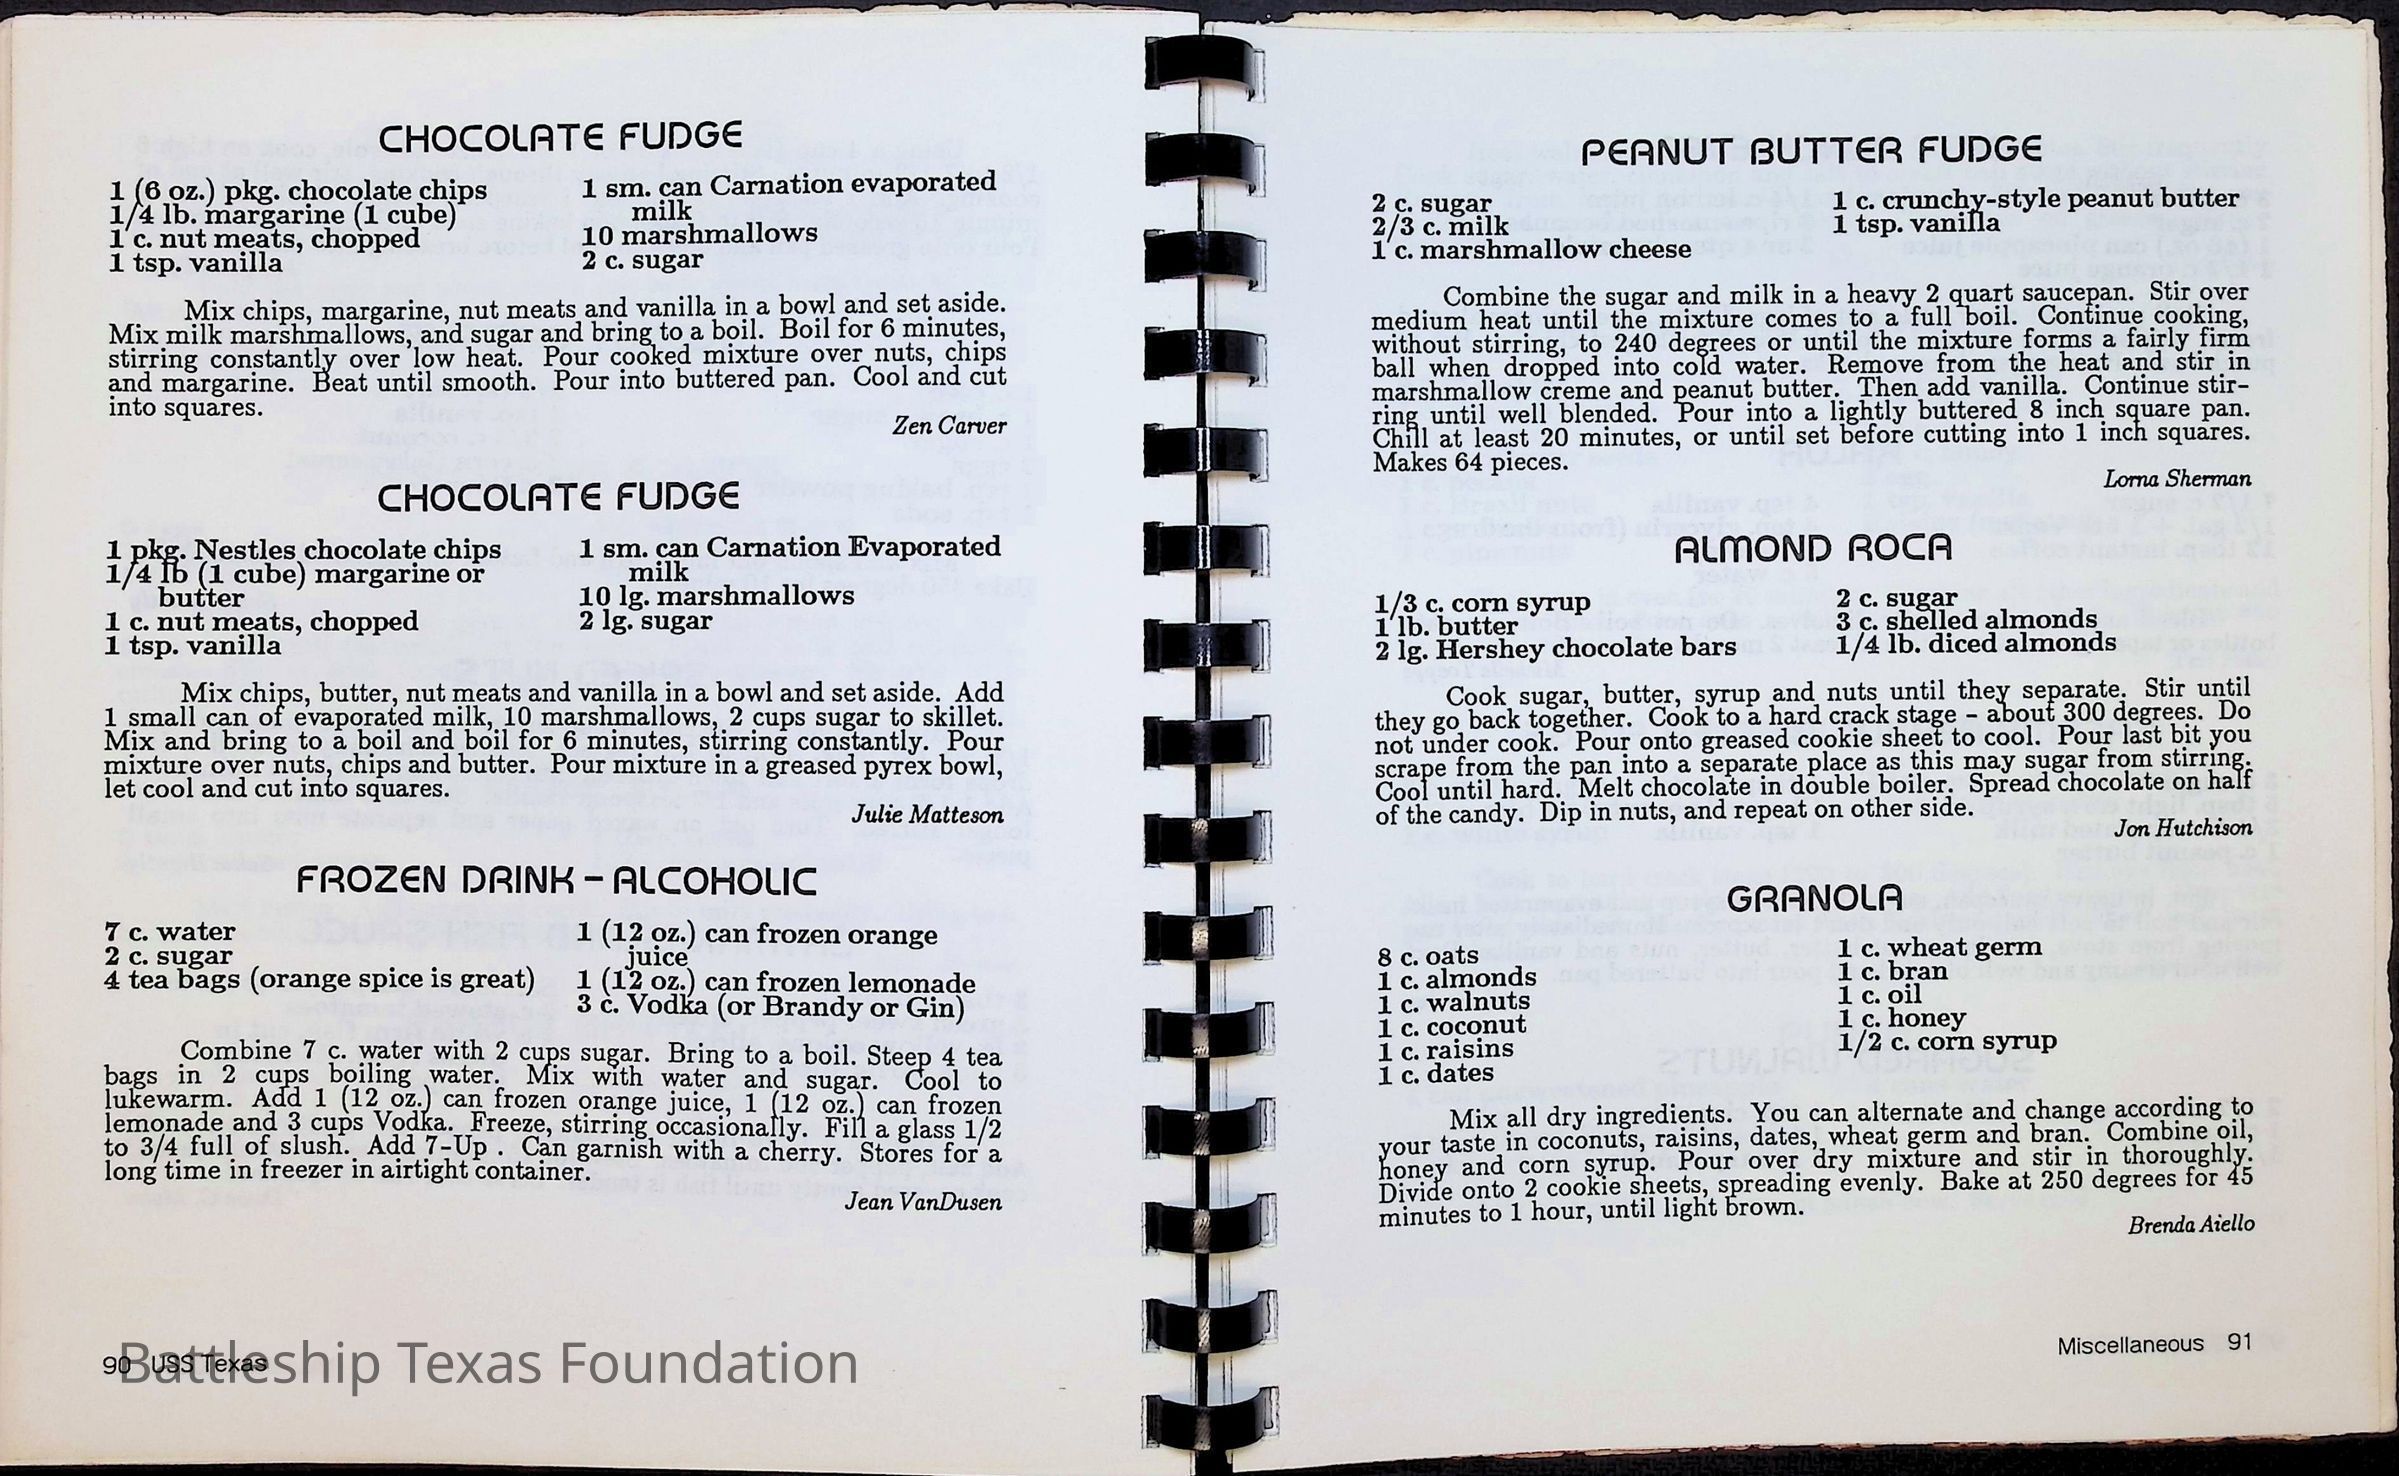 CHOCOLATE FUDGE
1 (6 oz.) pkg. chocolate chips
1/4 lb. margarine (1 cube)
1 c. nut meats, chopped
1 tsp. vanilla
1 sm. can Carnation evaporated
milk
10 marshmallows
2 c. sugar
Mix chips, margarine, nut meats and vanilla in a bowl and set aside.
Mix milk marshmallows, and sugar and bring to a boil. Boil for 6 minutes,
stirring constantly over low heat. Pour cooked mixture over nuts, chips
and margarine. Beat until smooth. Pour into buttered pan. Cool and cut
into squares.
Zen Carver
CHOCOLATE FUDGE
1 pkg. Nestles chocolate chips
1/4 lb (1 cube) margarine or
butter
1 c. nut meats, chopped
1 tsp. vanilla
1 sm. can Carnation Evaporated
milk
10 lg. marshmallows
2 lg. sugar
Mix chips, butter, nut meats and vanilla in a bowl and set aside. Add
1 small can of evaporated milk, 10 marshmallows, 2 cups sugar to skillet.
Mix and bring to a boil and boil for 6 minutes, stirring constantly. Pour
mixture over nuts, chips and butter. Pour mixture in a greased pyrex bowl,
let cool and cut into squares.
Julie Matteson
FROZEN DRINK - ALCOHOLIC
7 c. water
2 c. sugar
4 tea bags (orange spice is great)
1 (12 oz.) can frozen orange
juice
1 (12 oz.) can frozen lemonade
3 c. Vodka (or Brandy or Gin)
Combine 7 c. water with 2 cups sugar. Bring to a boil. Steep 4 tea
bags in 2 cups boiling water. Mix with water and sugar. Cool to
lukewarm. Add 1 (12 oz.) can frozen orange juice, 1 (12 oz.) can frozen
lemonade and 3 cups Vodka. Freeze, stirring occasionally. Fill a glass 1/2
to 3/4 full of slush. Add 7-Up . Can garnish with a cherry. Stores for a
long time in freezer in airtight container.
Jean VanDusen
90 USS Texas
Battleship Texas Foundation
PEANUT BUTTER FUDGE
2 c. sugar
2/3 c. milk
1 c. marshmallow cheese
1 c. crunchy-style peanut butter
1 tsp. vanilla
Combine the sugar and milk in a heavy 2 quart saucepan. Stir over
medium heat until the mixture comes to a full boil. Continue cooking,
without stirring, to 240 degrees or until the mixture forms a fairly firm
ball when dropped into cold water. Remove from the heat and stir in
marshmallow creme and peanut butter. Then add vanilla. Continue stir-
ring until well blended. Pour into a lightly buttered 8 inch square pan.
Chill at least 20 minutes, or until set before cutting into 1 inch squares.
Makes 64 pieces.
Lorna Sherman
ALMOND ROCA
1/3 c. corn syrup
1 lb. butter
2 lg. Hershey chocolate bars
2 c. sugar
3 c. shelled almonds
1/4 lb. diced almonds
Cook sugar, butter, syrup and nuts until they separate. Stir until
they go back together. Cook to a hard crack stage - about 300 degrees. Do
not under cook. Pour onto greased cookie sheet to cool. Pour last bit you
scrape from the pan into a separate place as this may sugar from stirring.
Cool until hard. Melt chocolate in double boiler. Spread chocolate on half
of the candy. Dip in nuts, and repeat on other side.
Jon Hutchison
GRANOLA
8 c. oats
1 c. almonds
1 c. walnuts
1 c. coconut
1 c. raisins
1 c. dates
1 c. wheat germ
1 c. bran
1 c. oil
1 c. honey
1/2 c. corn syrup
Mix all dry ingredients. You can alternate and change according to
your taste in coconuts, raisins, dates, wheat germ and bran. Combine oil,
honey and corn syrup. Pour over dry mixture and stir in thoroughly.
Divide onto 2 cookie sheets, spreading evenly. Bake at 250 degrees for 45
minutes to 1 hour, until light brown.
Brenda Aiello
Miscellaneous 91